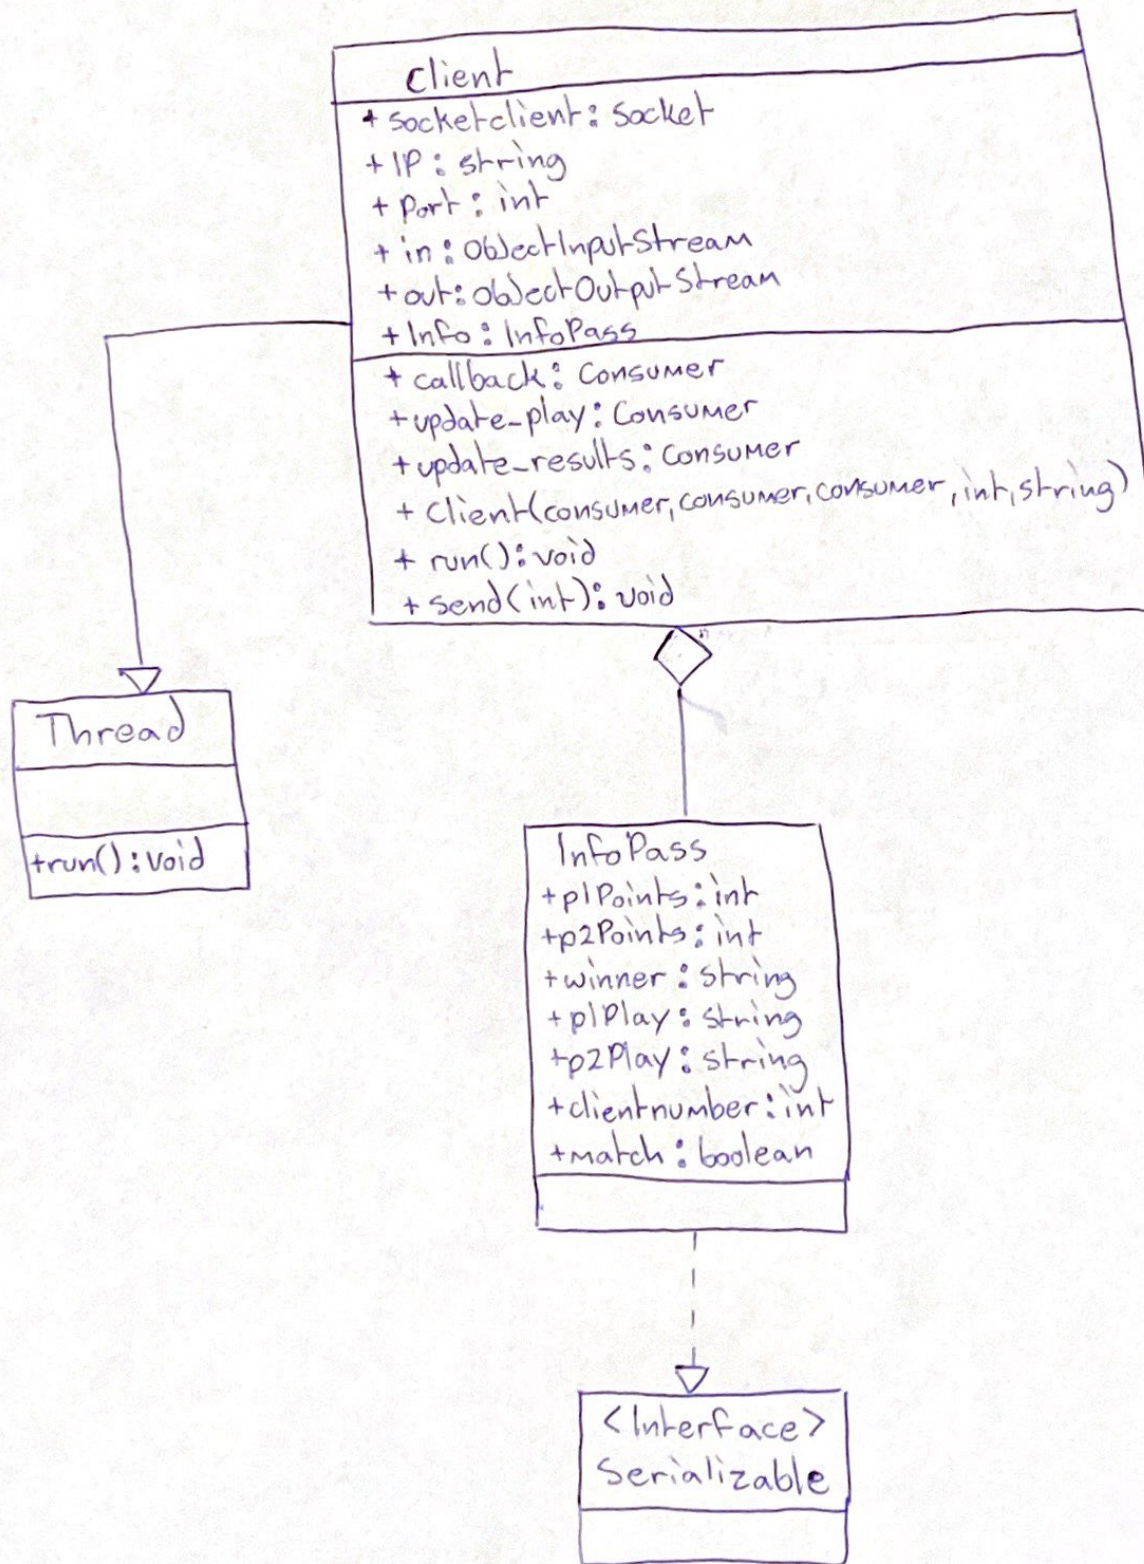 Client
+ socketclient: Socket
+ IP: string
+ Port: int
+ in: ObjectInputStream
+ out: ObjectOutputStream
+ Info: InfoPass
+ callback: Consumer
+ update_play: Consumer
+ update_results: Consumer
+ Client(consumer, consumer, consumer, int, string)
+ run(): void
+ send(int): void
Thread
+run(): void
InfoPass
+p1Points: int
+p2Points: int
+winner: string
+p1Play: string
+p2Play: string
+clientnumber: int
+match: boolean
<Interface>
Serializable